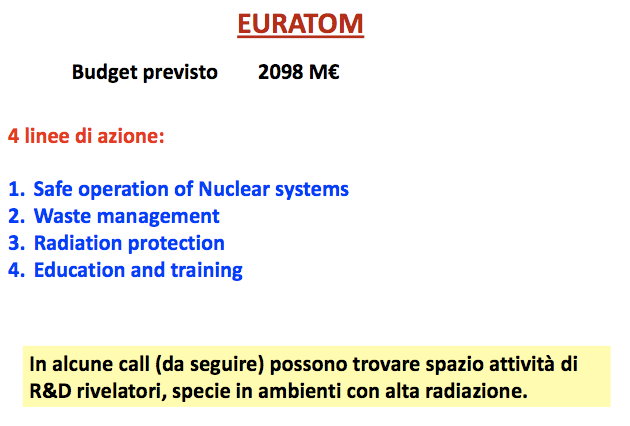 EURATOM
Budget previsto 2098 M€
4 linee di azione:
1. Safe operation of Nuclear systems
2. Waste management
3. Radiation protection
4. Education and training
In alcune call (da seguire) possono trovare spazio attività di
R&D rivelatori, specie in ambienti con alta radiazione.